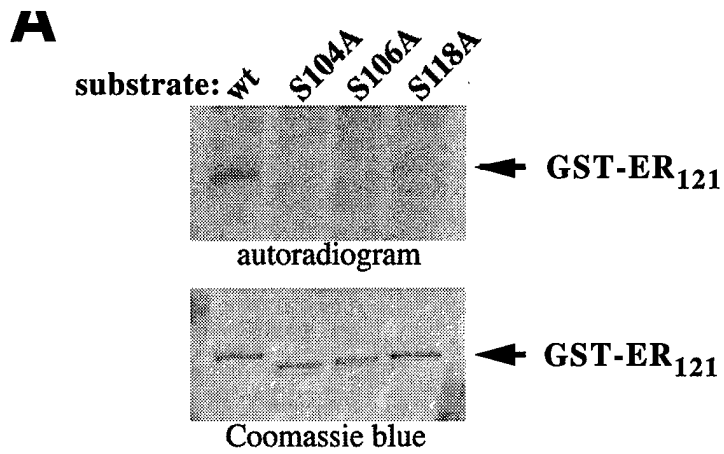 A
substrate: wt S104A S106A S118A
GST-ER121
autoradiogram
GST-ER121
Coomassie blue